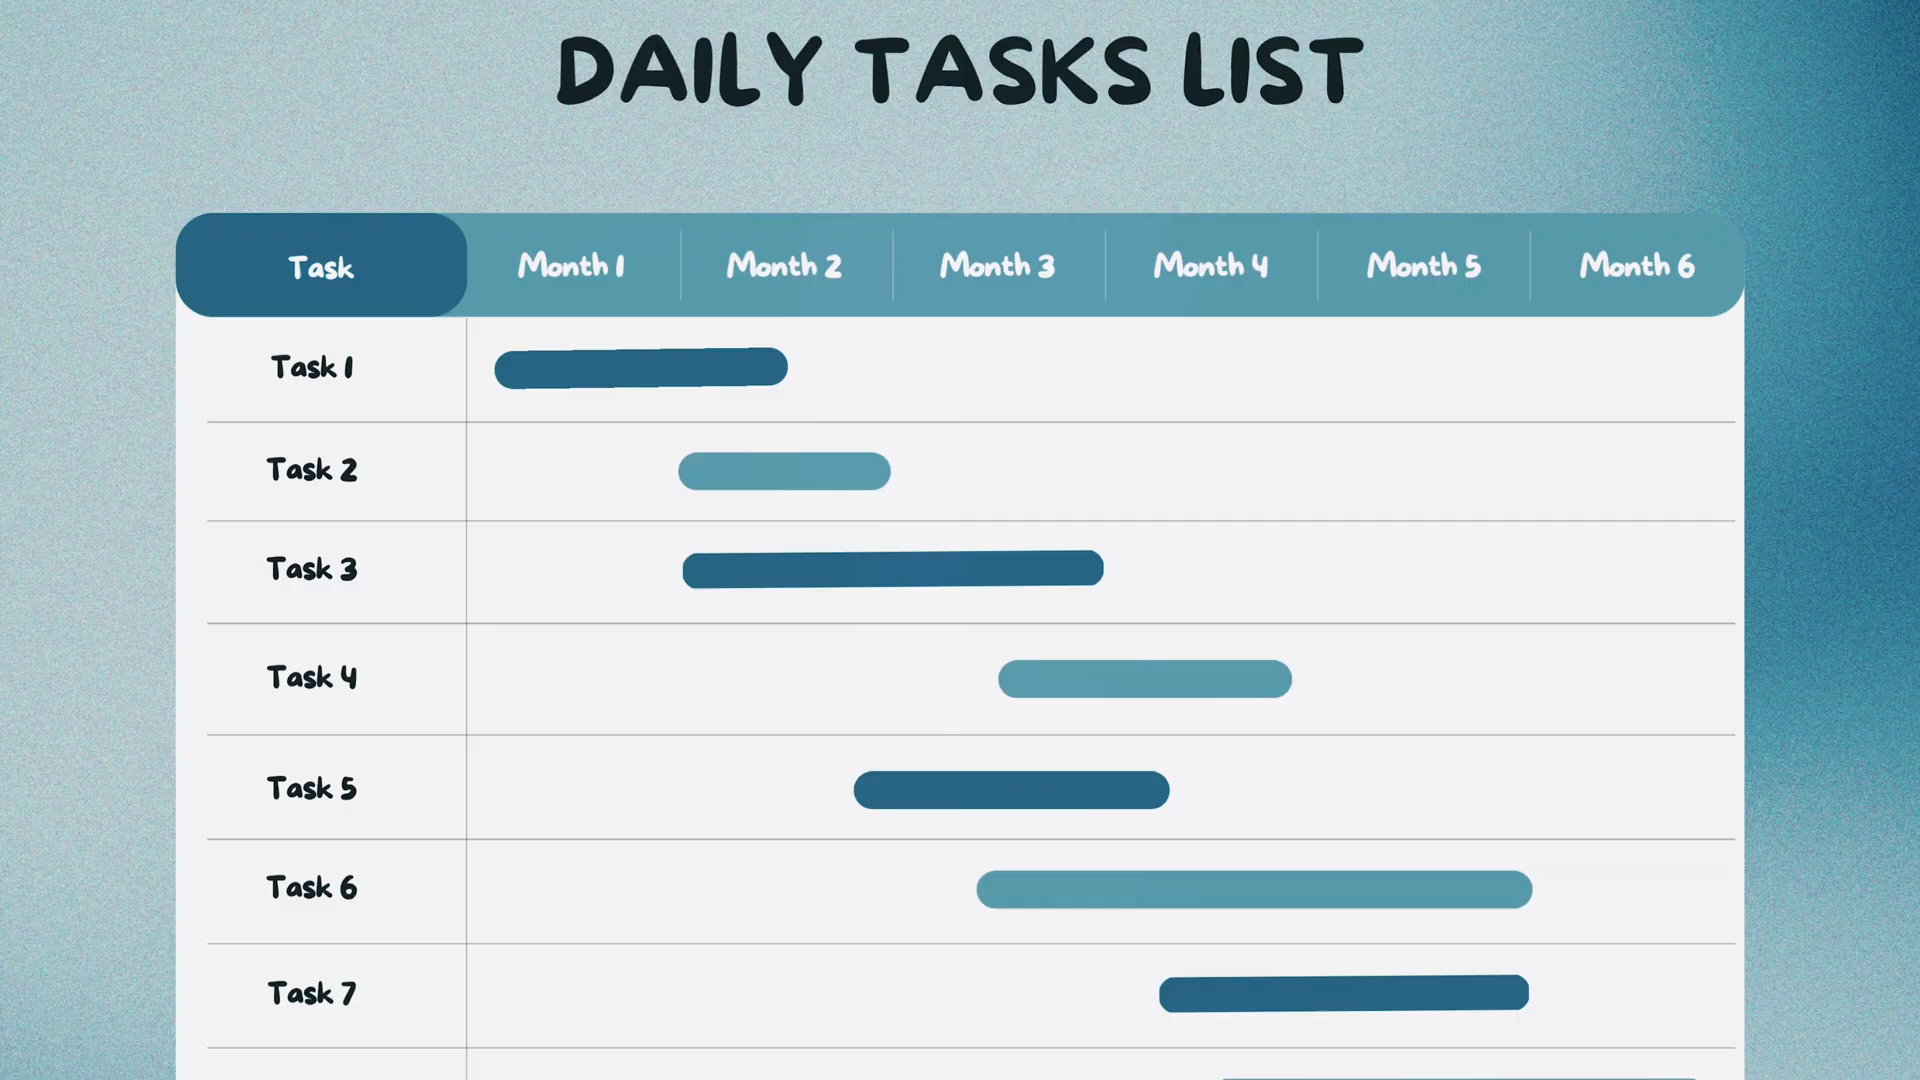 DAILY TASKS LIST
Task Month 1 Month 2 Month 3 Month 4 Month 5 Month 6
Task 1
Task 2
Task 3
Task 4
Task 5
Task 6
Task 7